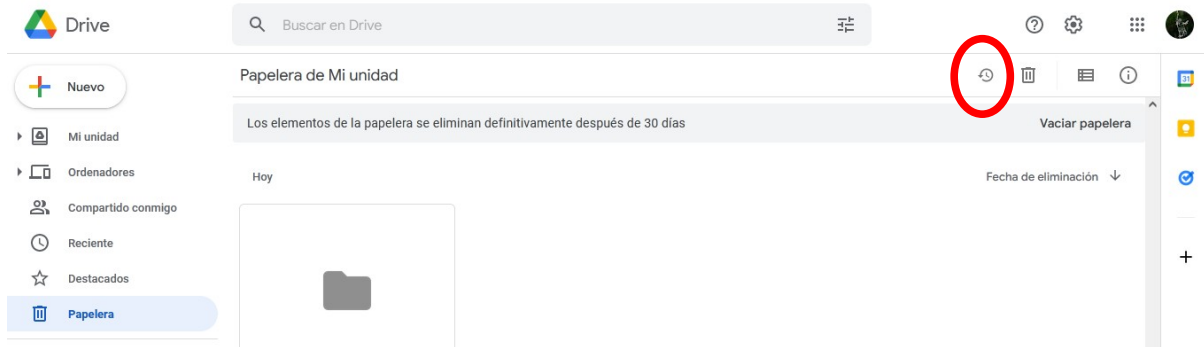 Drive
Buscar en Drive
Nuevo
Mi unidad
Ordenadores
Compartido conmigo
Reciente
Destacados
Papelera
Papelera de Mi unidad
Los elementos de la papelera se eliminan definitivamente después de 30 días
Vaciar papelera
Hoy
Fecha de eliminación
31